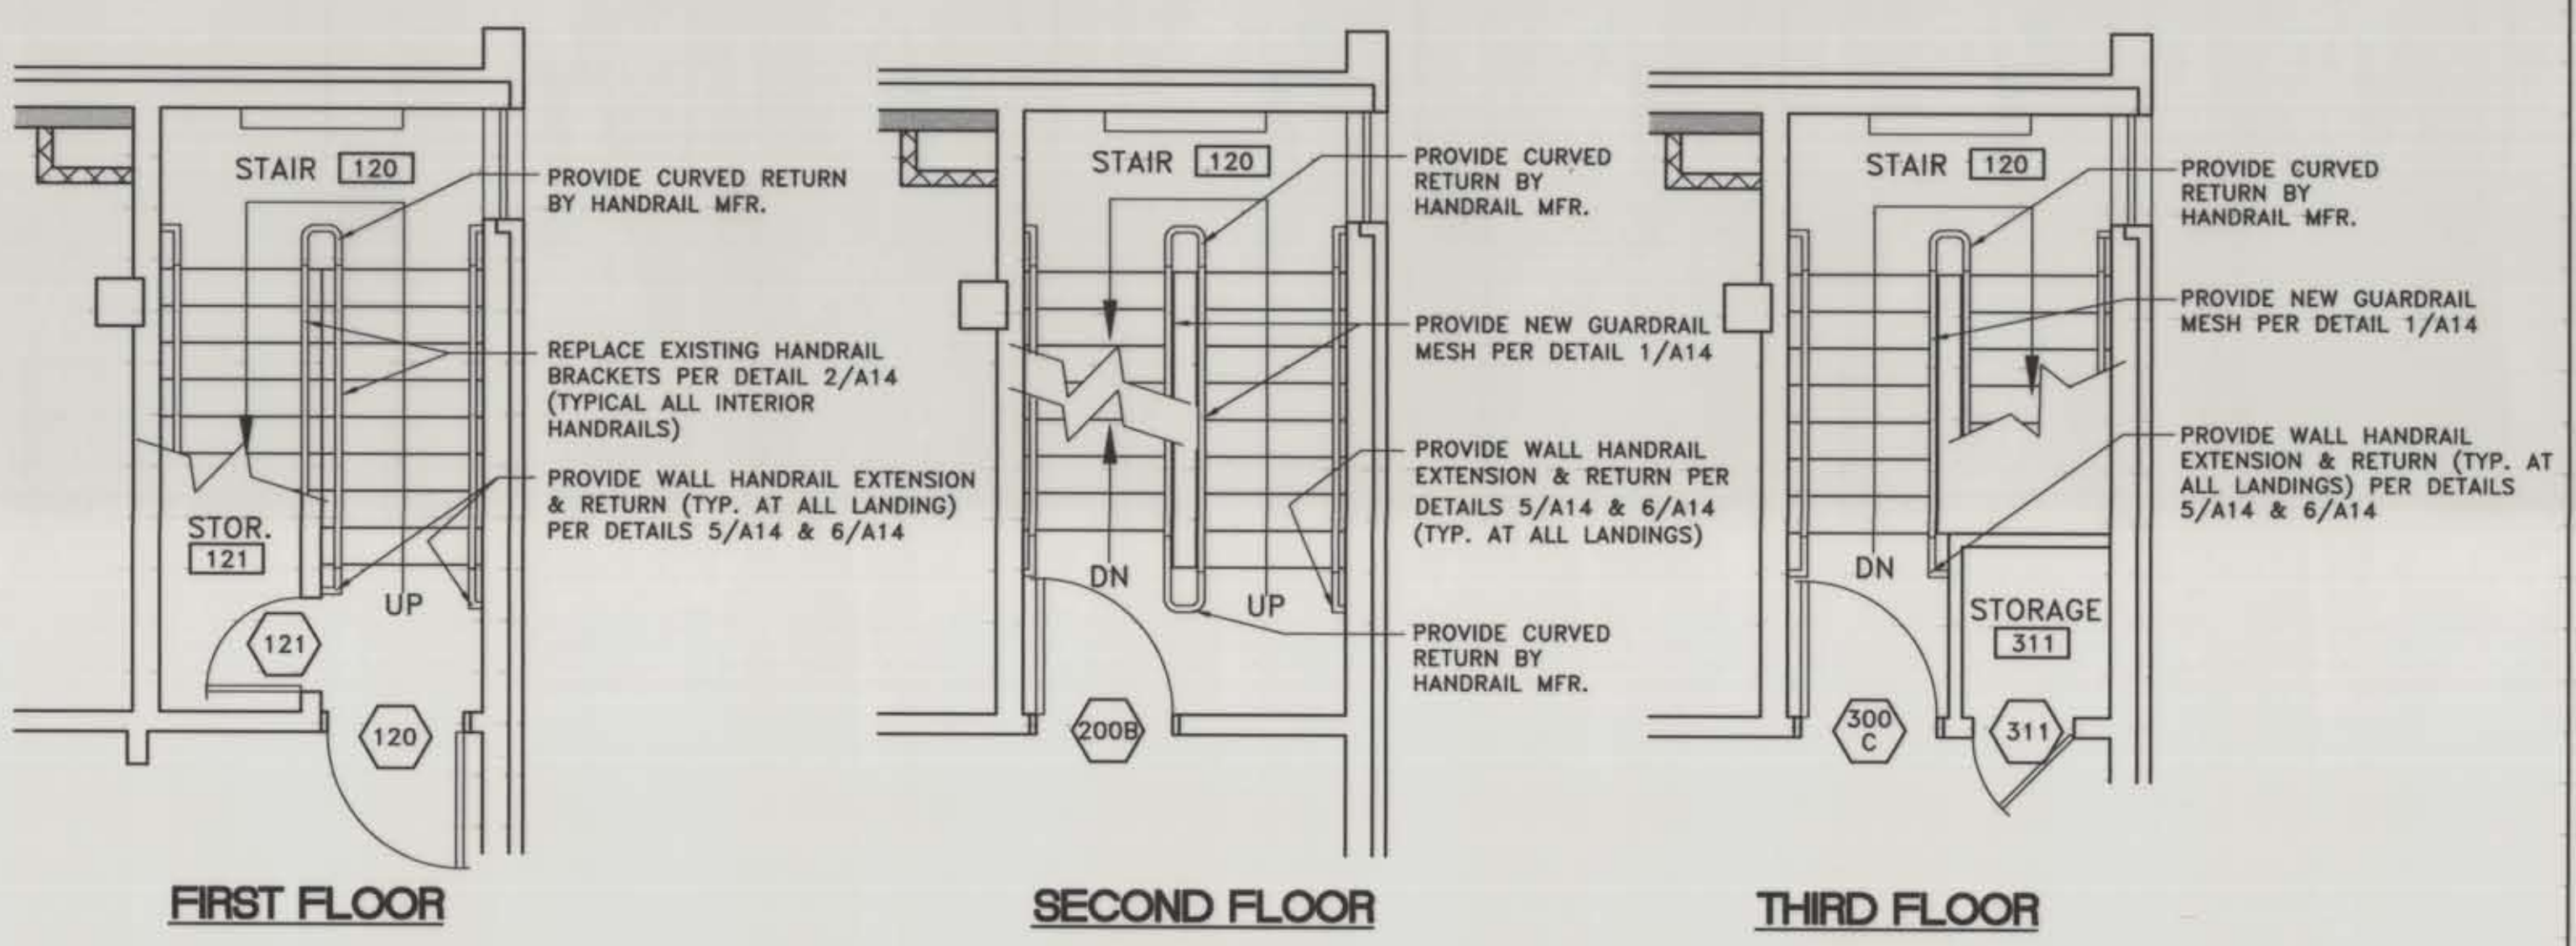 STAIR 120
PROVIDE CURVED RETURN
BY HANDRAIL MFR.
REPLACE EXISTING HANDRAIL
BRACKETS PER DETAIL 2/A14
(TYPICAL ALL INTERIOR
HANDRAILS)
PROVIDE WALL HANDRAIL EXTENSION
& RETURN (TYP. AT ALL LANDING)
PER DETAILS 5/A14 & 6/A14
STOR.
121
UP
121
120
FIRST FLOOR
STAIR 120
PROVIDE CURVED
RETURN BY
HANDRAIL MFR.
PROVIDE NEW GUARDRAIL
MESH PER DETAIL 1/A14
PROVIDE WALL HANDRAIL
EXTENSION & RETURN PER
DETAILS 5/A14 & 6/A14
(TYP. AT ALL LANDINGS)
DN
UP
PROVIDE CURVED
RETURN BY
HANDRAIL MFR.
200B
SECOND FLOOR
STAIR 120
PROVIDE CURVED
RETURN BY
HANDRAIL MFR.
PROVIDE NEW GUARDRAIL
MESH PER DETAIL 1/A14
PROVIDE WALL HANDRAIL
EXTENSION & RETURN (TYP. AT
ALL LANDINGS) PER DETAILS
5/A14 & 6/A14
DN
STORAGE
311
300
C
311
THIRD FLOOR